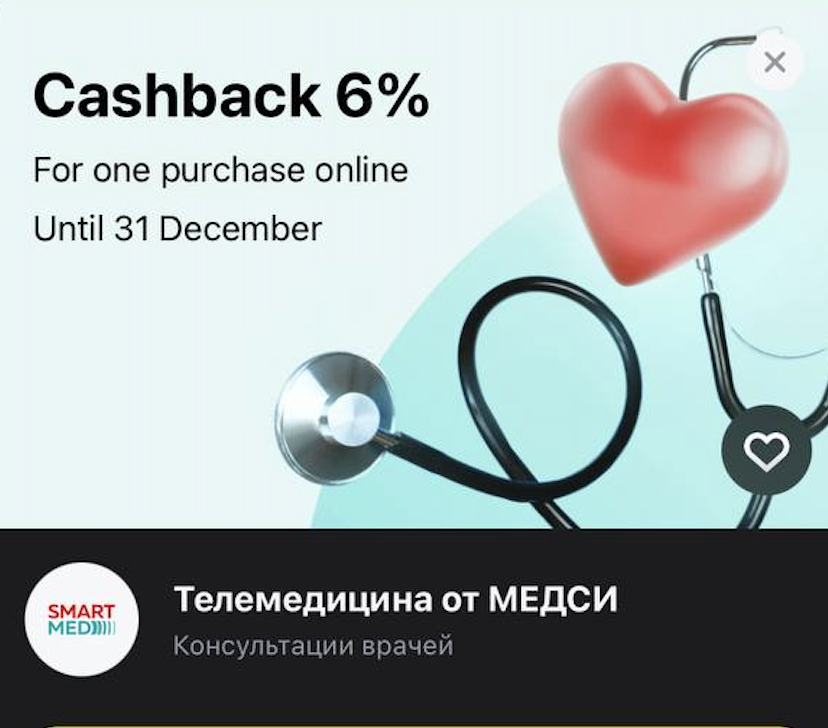 Cashback 6%
For one purchase online
Until 31 December
SMART
MED
Телемедицина от МЕДСИ
Консультации врачей